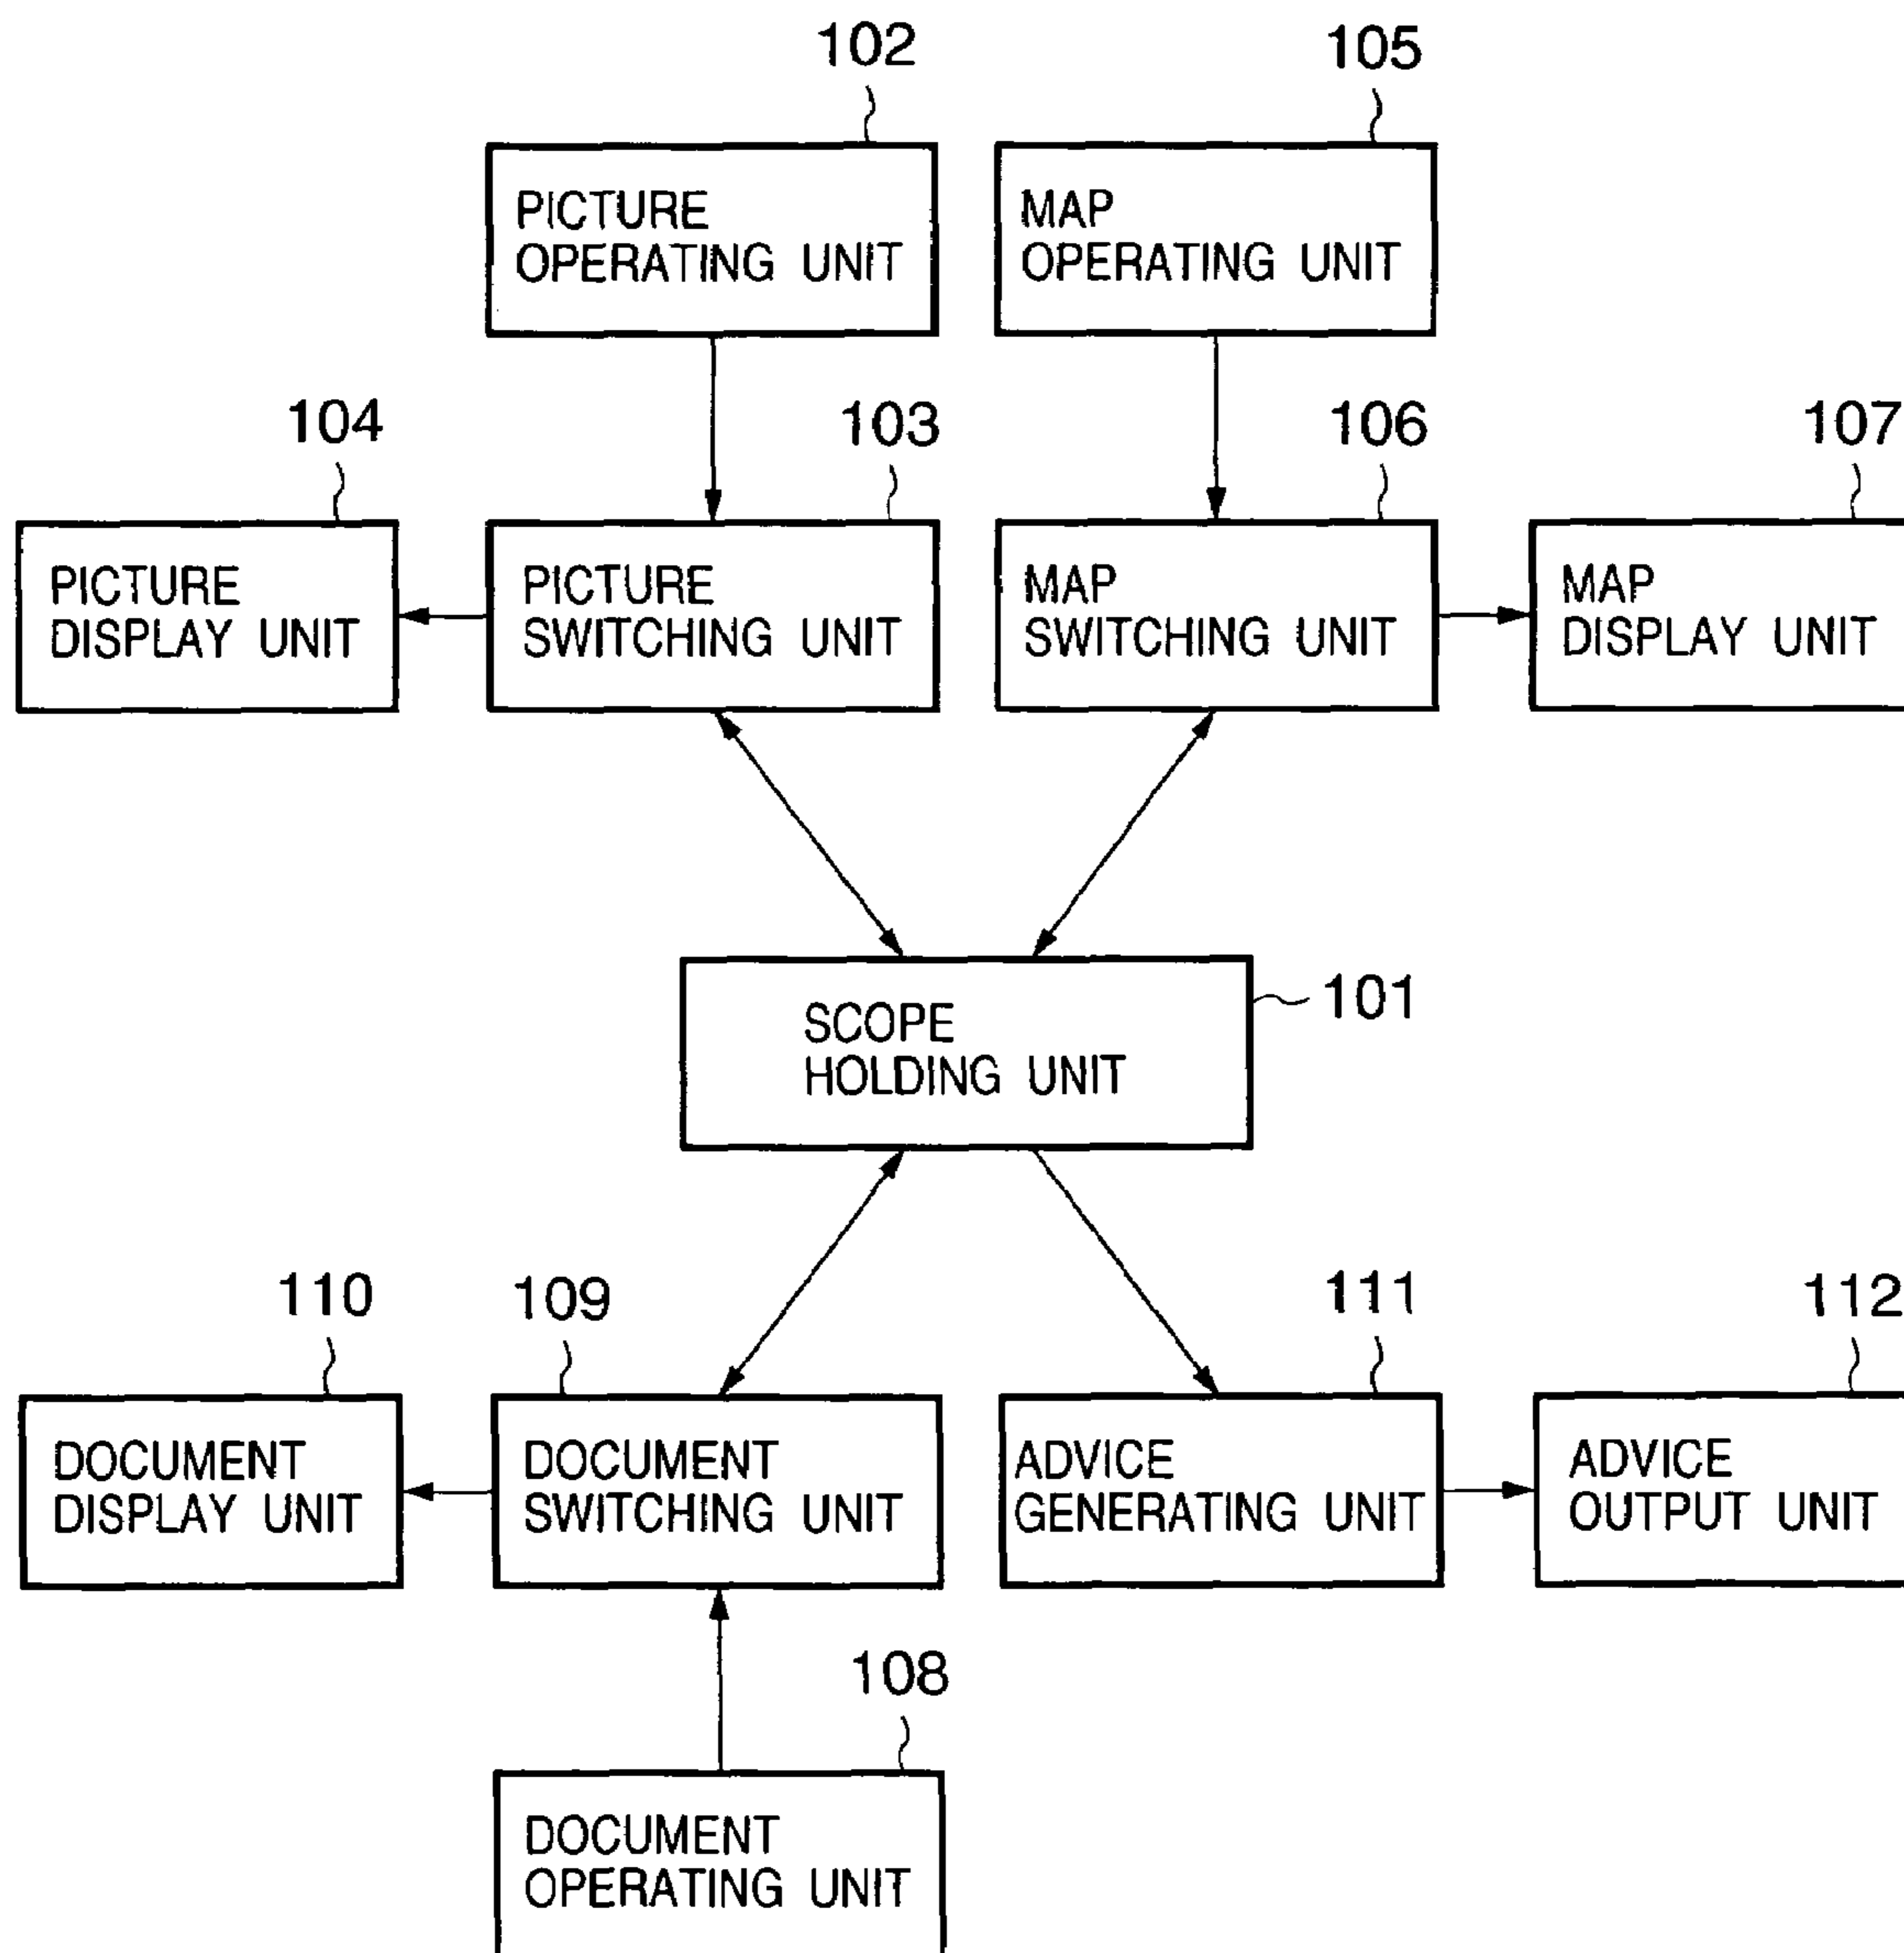 102
105
PICTURE
OPERATING UNIT
MAP
OPERATING UNIT
104
103
106
107
PICTURE
DISPLAY UNIT
PICTURE
SWITCHING UNIT
MAP
SWITCHING UNIT
MAP
DISPLAY UNIT
SCOPE
HOLDING UNIT
101
110
109
111
112
DOCUMENT
DISPLAY UNIT
DOCUMENT
SWITCHING UNIT
ADVICE
GENERATING UNIT
ADVICE
OUTPUT UNIT
108
DOCUMENT
OPERATING UNIT